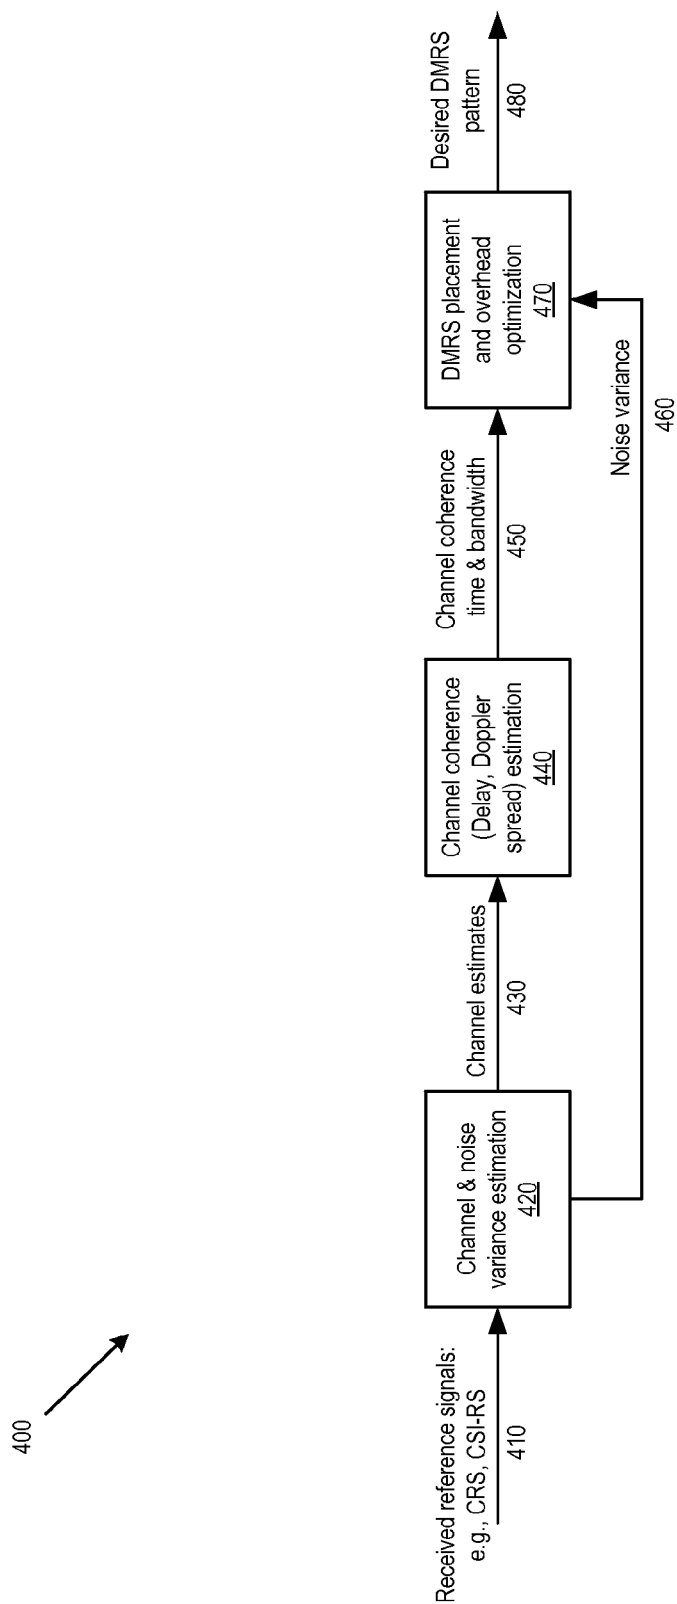 400
Received reference signals:
e.g., CRS, CSI-RS
410
Channel & noise
variance estimation
420
Channel estimates
430
Channel coherence
(Delay, Doppler
spread) estimation
440
Channel coherence
time & bandwidth
450
Noise variance
460
DMRS placement
and overhead
optimization
470
Desired DMRS
pattern
480